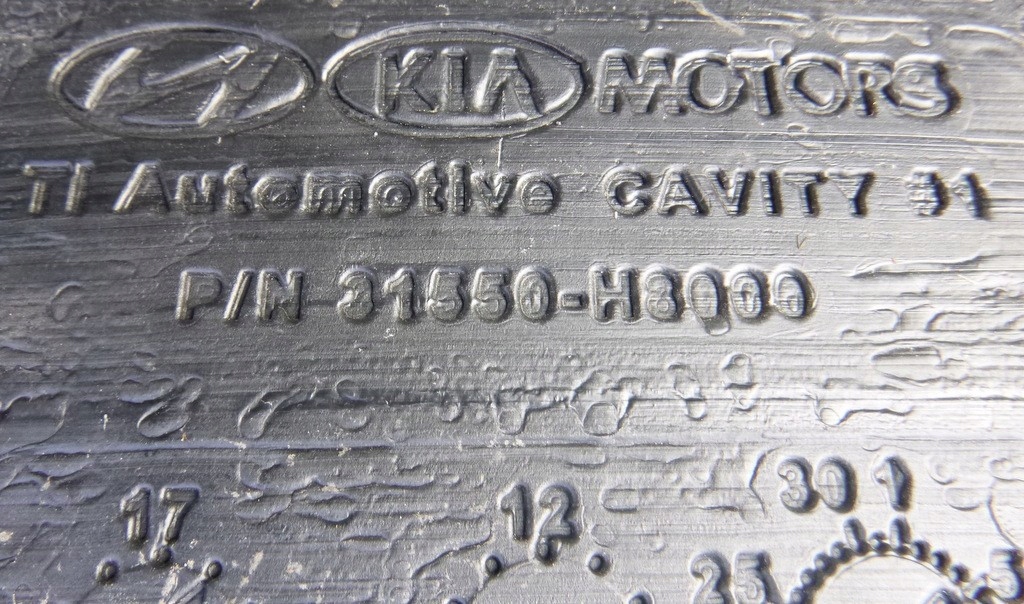 KIA MOTORS
TI Automotive CAVITY #1
P/N 31550-H8000
17 12 30 1
25 5